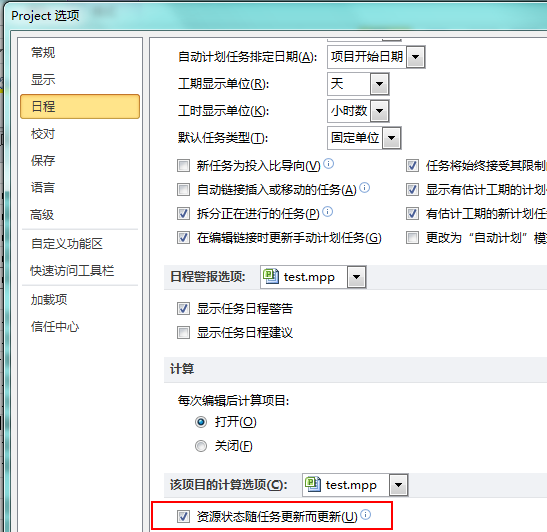 Project 选项
常规
显示
日程
校对
保存
语言
高级
自定义功能区
快速访问工具栏
加载项
信任中心
自动计划任务排定日期(A): 项目开始日期
工期显示单位(R): 天
工时显示单位(K): 小时数
默认任务类型(T): 固定单位
新任务为投入比导向(V) 任务将始终接受其限制
自动链接插入或移动的任务(A) 显示有估计工期的计划
拆分正在进行的任务(P) 有估计工期的新计划任
在编辑链接时更新手动计划任务(G) 更改为“自动计划”模
日程警报选项: test.mpp
显示任务日程警告
显示任务日程建议
计算
每次编辑后计算项目:
打开(O)
关闭(F)
该项目的计算选项(C): test.mpp
资源状态随任务更新而更新(U)